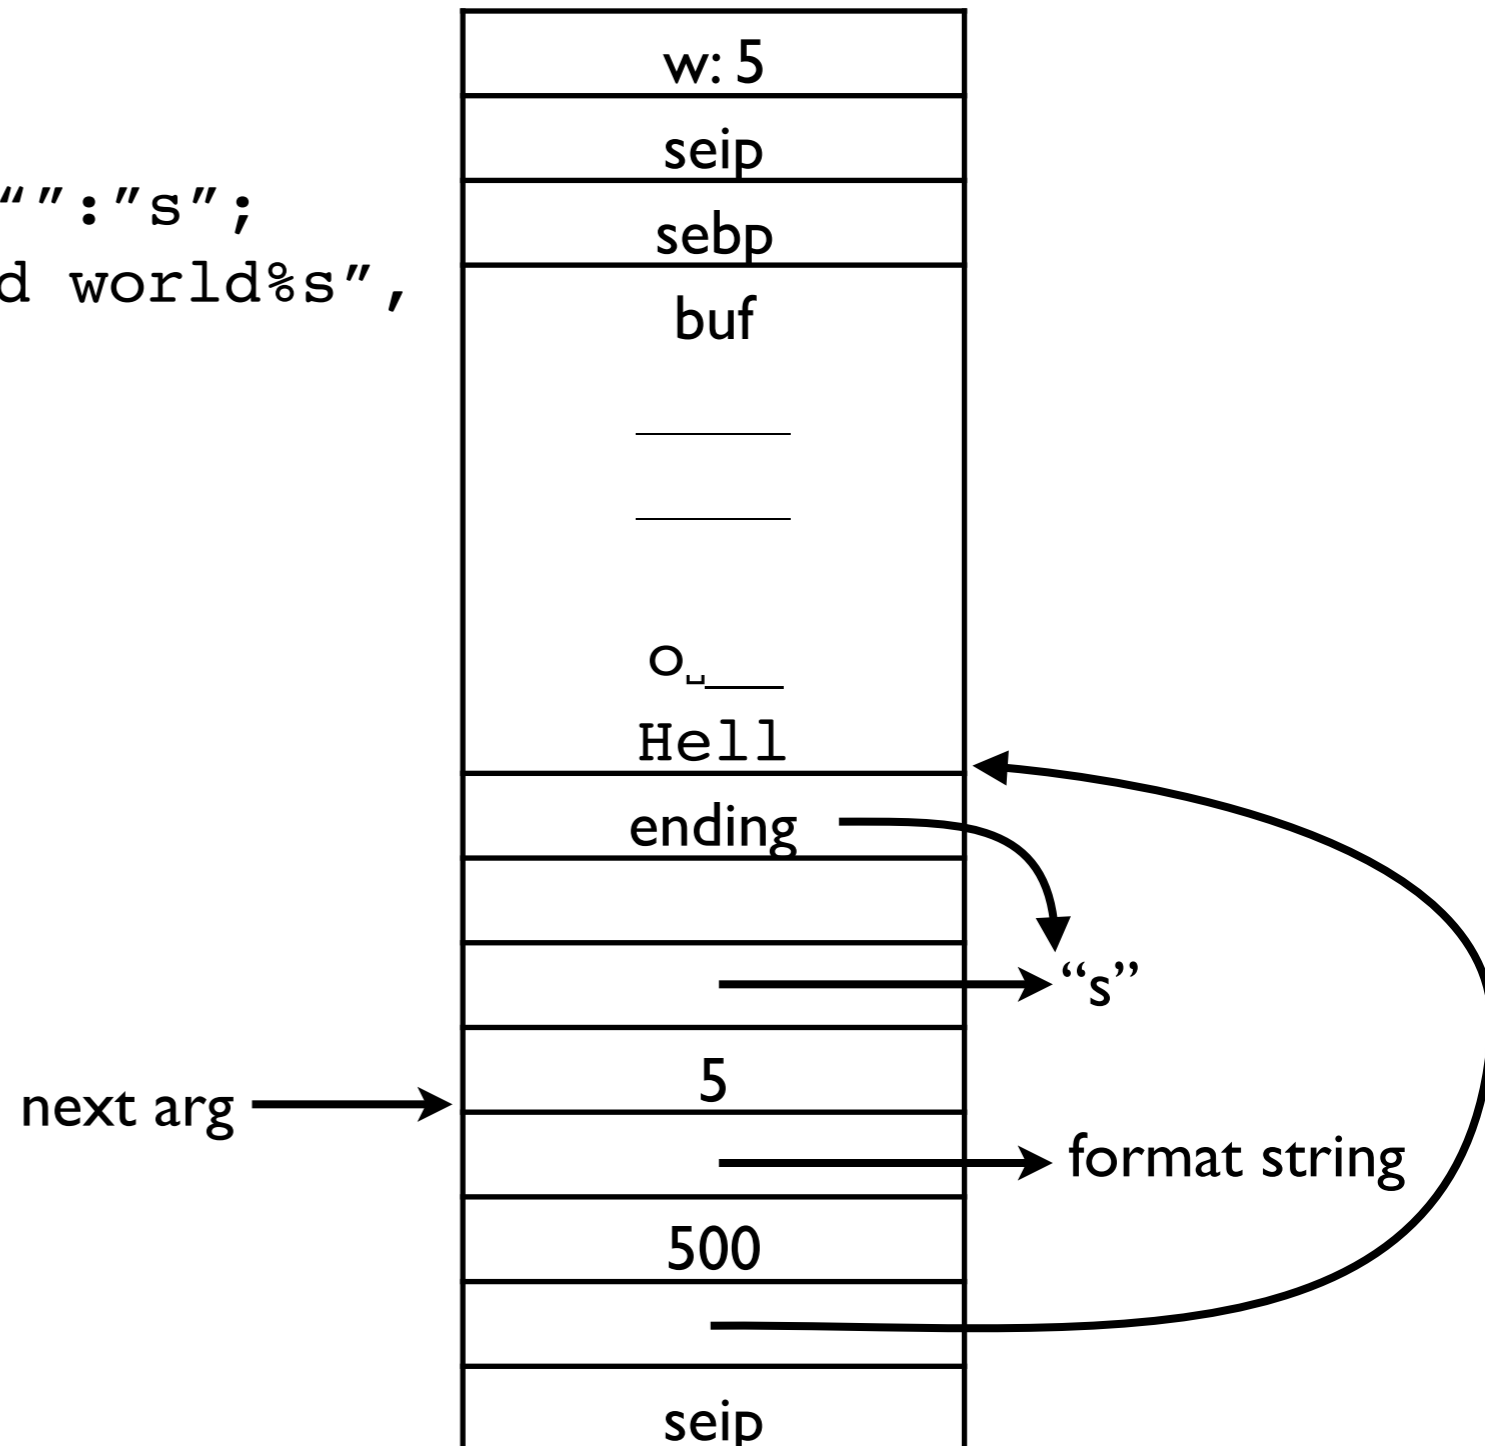 w: 5
seip
“”:”s”;
sebp
d world%s”,
buf
o␣
Hell
ending
“s”
5
next arg
format string
500
seip